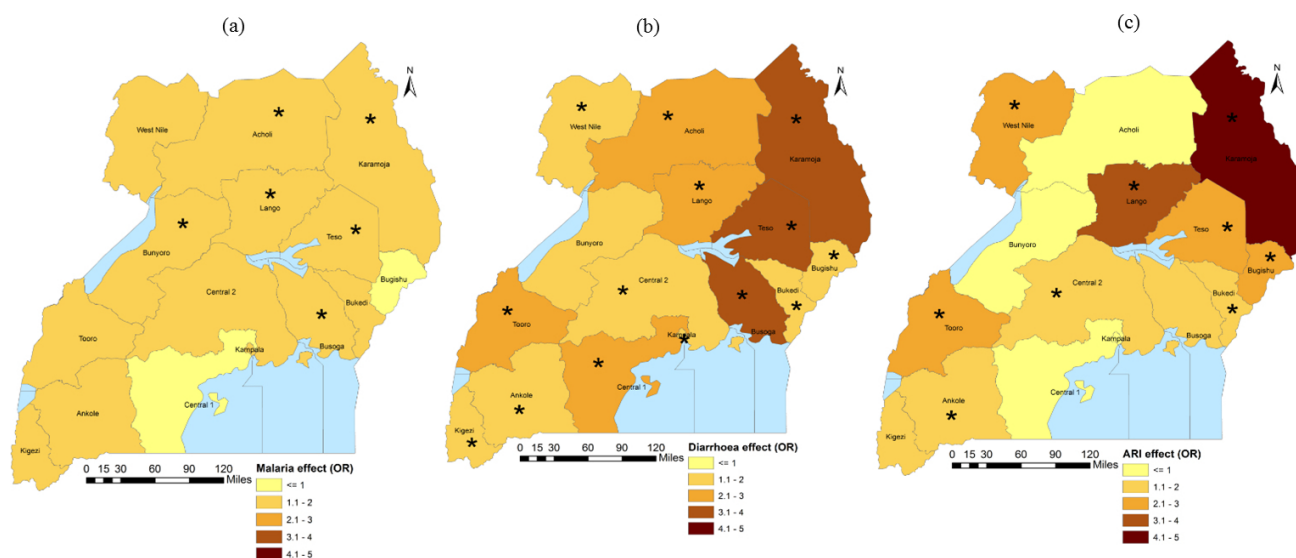 (a)
N
*
*
West Nile
Acholi
Karamoja
*
Lango
*
*
Teso
Bunyoro
Bugishu
Central 2
*
Bukedi
Tooro
Kampala
Busoga
Ankole
Central 1
Kigezi
0 15 30 60 90 120
Miles
Malaria effect (OR)
<= 1
1.1 - 2
2.1 - 3
3.1 - 4
4.1 - 5
(b)
N
*
*
*
West Nile
Acholi
Karamoja
*
Lango
*
Teso
Bunyoro
*
Bugishu
*
Central 2
*
Bukedi
*
*
Tooro
Kampala
*
Busoga
*
Central 1
Ankole
*
Kigezi
*
0 15 30 60 90 120
Miles
Diarrhoea effect (OR)
<= 1
1.1 - 2
2.1 - 3
3.1 - 4
4.1 - 5
(c)
N
*
West Nile
*
Acholi
Karamoja
*
Lango
*
Teso
Bunyoro
*
Bugishu
*
Central 2
Bukedi
*
*
Tooro
Kampala
Busoga
Ankole
*
Central 1
Kigezi
0 15 30 60 90 120
Miles
ARI effect (OR)
<= 1
1.1 - 2
2.1 - 3
3.1 - 4
4.1 - 5